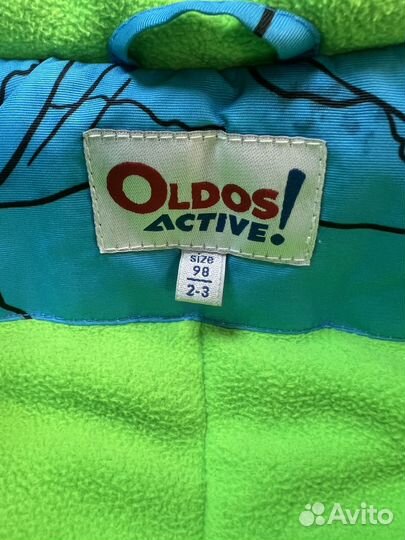 OLDOS!
ACTIVE
size
98
2-3
Avito